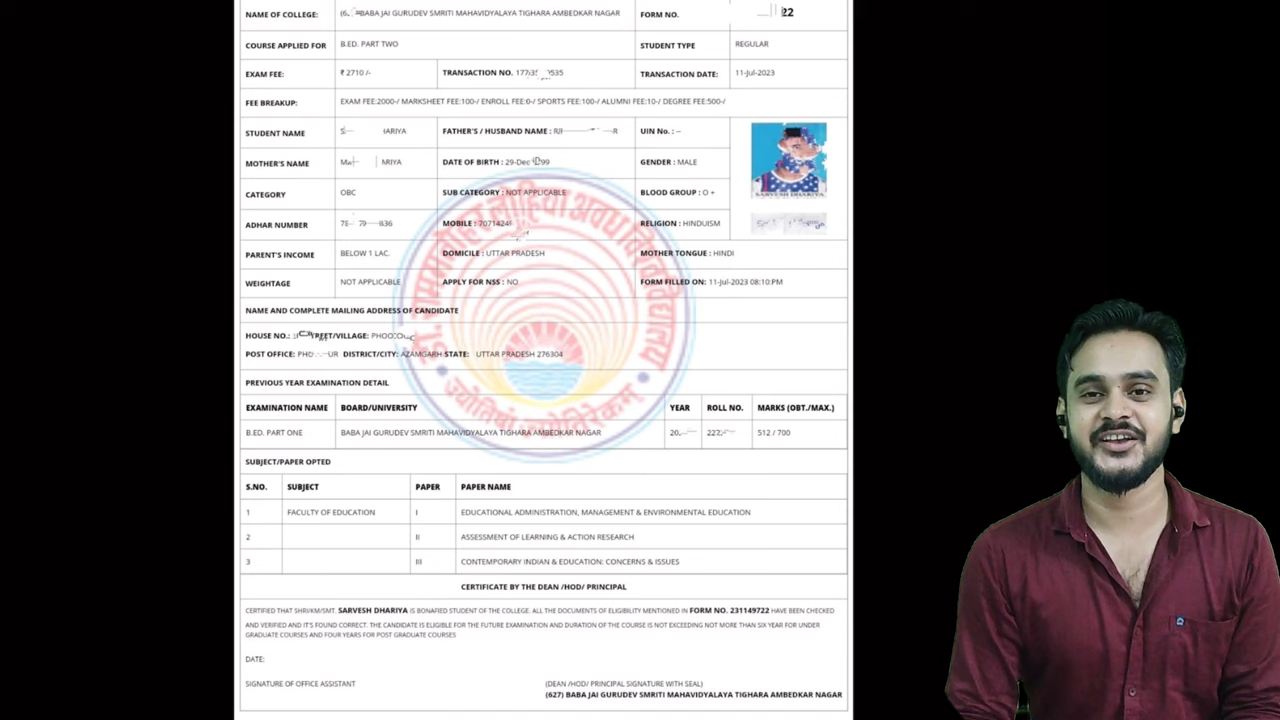 NAME OF COLLEGE: BABA JAI GURUDEV SMRITI MAHAVIDYALAYA TIGHARA AMBEDKAR NAGAR FORM NO. 22
COURSE APPLIED FOR B.ED. PART TWO STUDENT TYPE REGULAR
EXAM FEE: ₹ 2710 /- TRANSACTION NO. TRANSACTION DATE: 11-Jul-2023
FEE BREAKUP: EXAM FEE:2000-/ MARKSHEET FEE:100-/ ENROLL FEE:0-/ SPORTS FEE:100-/ ALUMNI FEE:10-/ DEGREE FEE:500-/
STUDENT NAME FATHER'S / HUSBAND NAME : UIN No. : --
MOTHER'S NAME DATE OF BIRTH : 29-Dec GENDER : MALE
CATEGORY OBC SUB CATEGORY : NOT APPLICABLE BLOOD GROUP : O +
SARVESH DHARIYA
ADHAR NUMBER MOBILE : RELIGION : HINDUISM
PARENT'S INCOME BELOW 1 LAC. DOMICILE : UTTAR PRADESH MOTHER TONGUE : HINDI
WEIGHTAGE NOT APPLICABLE APPLY FOR NSS : NO FORM FILLED ON: 11-Jul-2023 08:10:PM
NAME AND COMPLETE MAILING ADDRESS OF CANDIDATE
HOUSE NO.:
POST OFFICE: DISTRICT/CITY: AZAMGARH STATE: UTTAR PRADESH 276304
PREVIOUS YEAR EXAMINATION DETAIL
EXAMINATION NAME BOARD/UNIVERSITY YEAR ROLL NO. MARKS (OBT./MAX.)
B.ED. PART ONE BABA JAI GURUDEV SMRITI MAHAVIDYALAYA TIGHARA AMBEDKAR NAGAR 512 / 700
SUBJECT/PAPER OPTED
S.NO. SUBJECT PAPER PAPER NAME
1 FACULTY OF EDUCATION I EDUCATIONAL ADMINISTRATION, MANAGEMENT & ENVIRONMENTAL EDUCATION
2 II ASSESSMENT OF LEARNING & ACTION RESEARCH
3 III CONTEMPORARY INDIAN & EDUCATION: CONCERNS & ISSUES
CERTIFICATE BY THE DEAN /HOD/ PRINCIPAL
CERTIFIED THAT SHRI/KM/SMT. SARVESH DHARIYA IS BONAFIED STUDENT OF THE COLLEGE. ALL THE DOCUMENTS OF ELIGIBILITY MENTIONED IN FORM NO. 231149722 HAVE BEEN CHECKED
AND VERIFIED AND IT'S FOUND CORRECT. THE CANDIDATE IS ELIGIBLE FOR THE FUTURE EXAMINATION AND DURATION OF THE COURSE IS NOT EXCEEDING NOT MORE THAN SIX YEAR FOR UNDER
GRADUATE COURSES AND FOUR YEARS FOR POST GRADUATE COURSES
DATE:
SIGNATURE OF OFFICE ASSISTANT (DEAN /HOD/ PRINCIPAL SIGNATURE WITH SEAL)
(627) BABA JAI GURUDEV SMRITI MAHAVIDYALAYA TIGHARA AMBEDKAR NAGAR